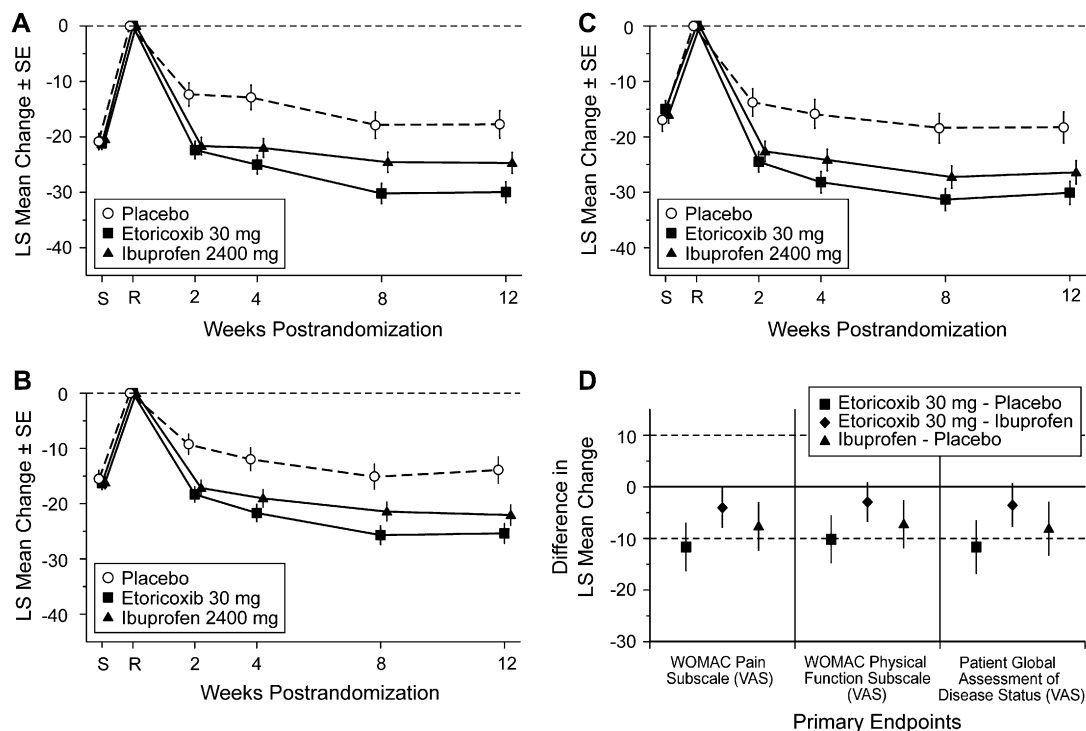 A
LS Mean Change ± SE
0
-10
-20
-30
-40
Placebo
Etoricoxib 30 mg
Ibuprofen 2400 mg
S R 2 4 8 12
Weeks Postrandomization
C
LS Mean Change ± SE
0
-10
-20
-30
-40
Placebo
Etoricoxib 30 mg
Ibuprofen 2400 mg
S R 2 4 8 12
Weeks Postrandomization
B
LS Mean Change ± SE
0
-10
-20
-30
-40
Placebo
Etoricoxib 30 mg
Ibuprofen 2400 mg
S R 2 4 8 12
Weeks Postrandomization
D
Etoricoxib 30 mg - Placebo
Etoricoxib 30 mg - Ibuprofen
Ibuprofen - Placebo
Difference in
LS Mean Change
10
0
-10
-20
-30
WOMAC Pain
Subscale (VAS)
WOMAC Physical
Function Subscale
(VAS)
Patient Global
Assessment of
Disease Status (VAS)
Primary Endpoints